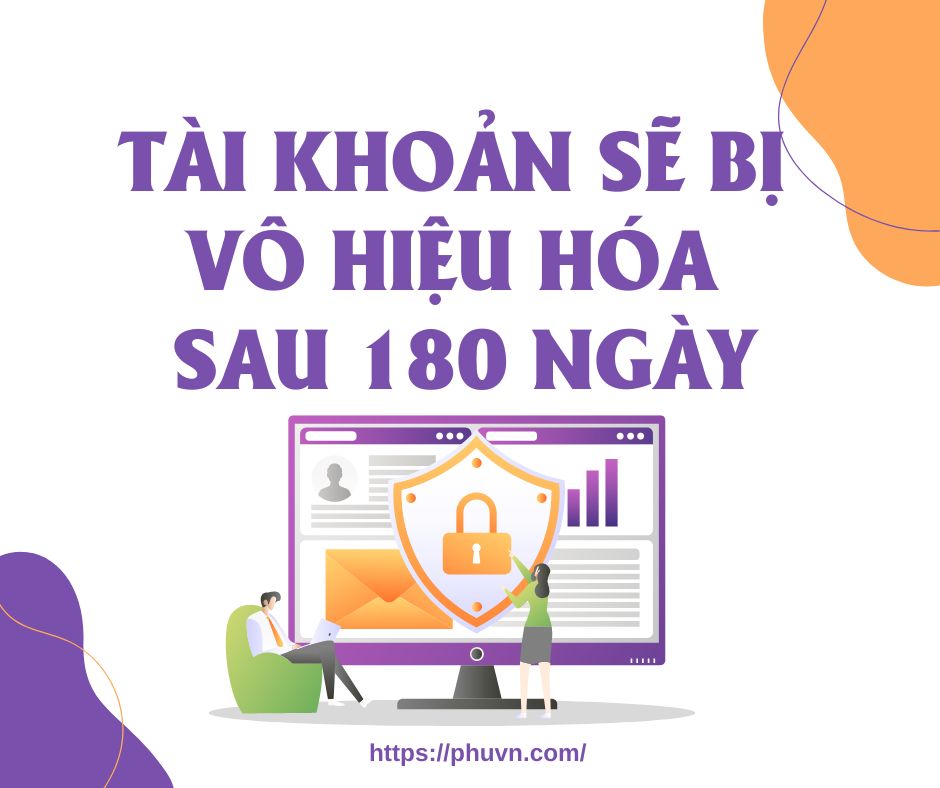 TÀI KHOẢN SẼ BỊ
VÔ HIỆU HÓA
SAU 180 NGÀY
https://phuvn.com/